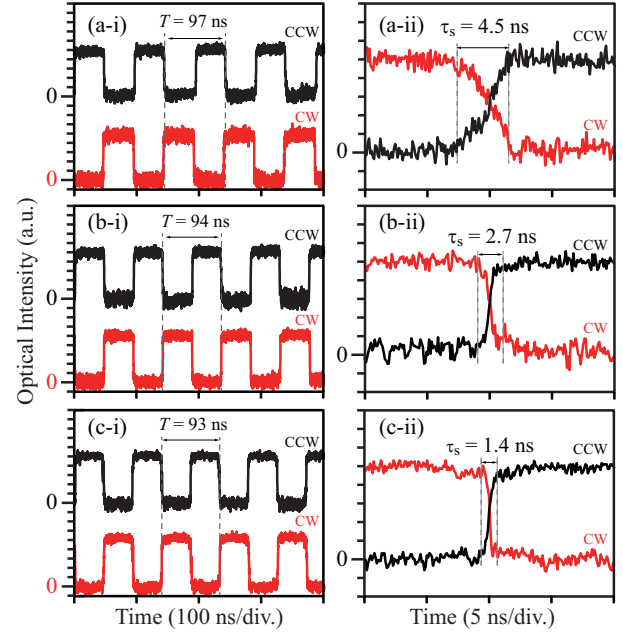 Optical Intensity (a.u.)
(a-i)
T = 97 ns
CCW
0
CW
0
(a-ii)
τs = 4.5 ns
CCW
CW
0
(b-i)
T = 94 ns
CCW
0
CW
0
(b-ii)
τs = 2.7 ns
CCW
CW
0
(c-i)
T = 93 ns
CCW
0
CW
0
(c-ii)
τs = 1.4 ns
CCW
CW
0
Time (100 ns/div.)
Time (5 ns/div.)